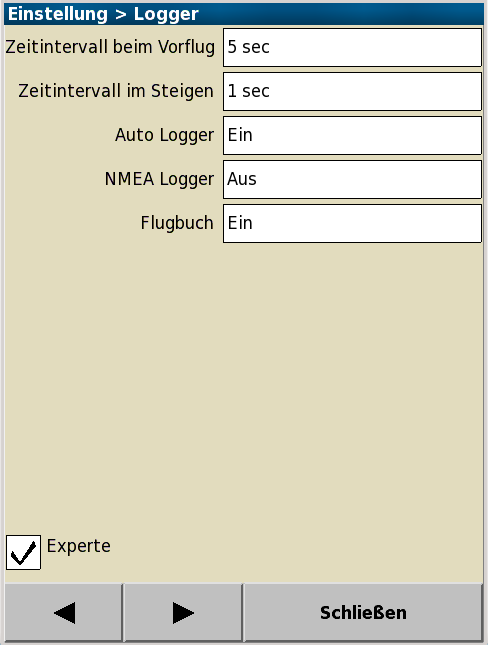 Einstellung > Logger
Zeitintervall beim Vorflug 5 sec
Zeitintervall im Steigen 1 sec
Auto Logger Ein
NMEA Logger Aus
Flugbuch Ein
Experte
Schließen